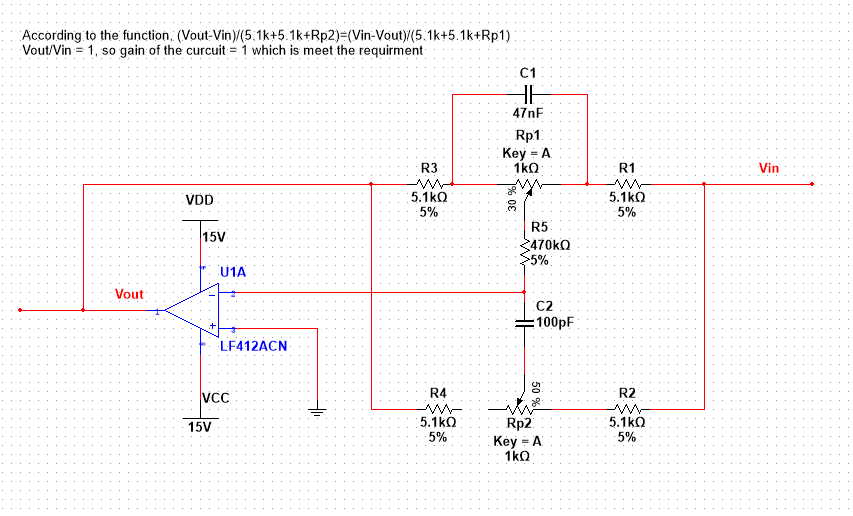 According to the function, (Vout-Vin)/(5.1k+5.1k+Rp2)=(Vin-Vout)/(5.1k+5.1k+Rp1)
Vout/Vin = 1, so gain of the curcuit = 1 which is meet the requirment
C1
47nF
Rp1
Key = A
1kΩ
30 %
R3
5.1kΩ
5%
R1
5.1kΩ
5%
Vin
VDD
15V
U1A
Vout
2
3
1
4
8
LF412ACN
R5
470kΩ
5%
C2
100pF
VCC
15V
R4
5.1kΩ
5%
50 %
Rp2
Key = A
1kΩ
R2
5.1kΩ
5%